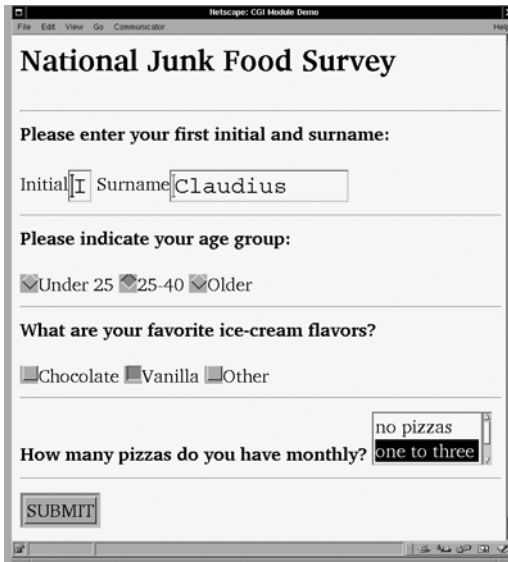 Netscape: CGI Module Demo
File Edit View Go Communicator Help
National Junk Food Survey
Please enter your first initial and surname:
Initial I Surname Claudius
Please indicate your age group:
Under 25 25-40 Older
What are your favorite ice-cream flavors?
Chocolate Vanilla Other
no pizzas
How many pizzas do you have monthly? one to three
SUBMIT